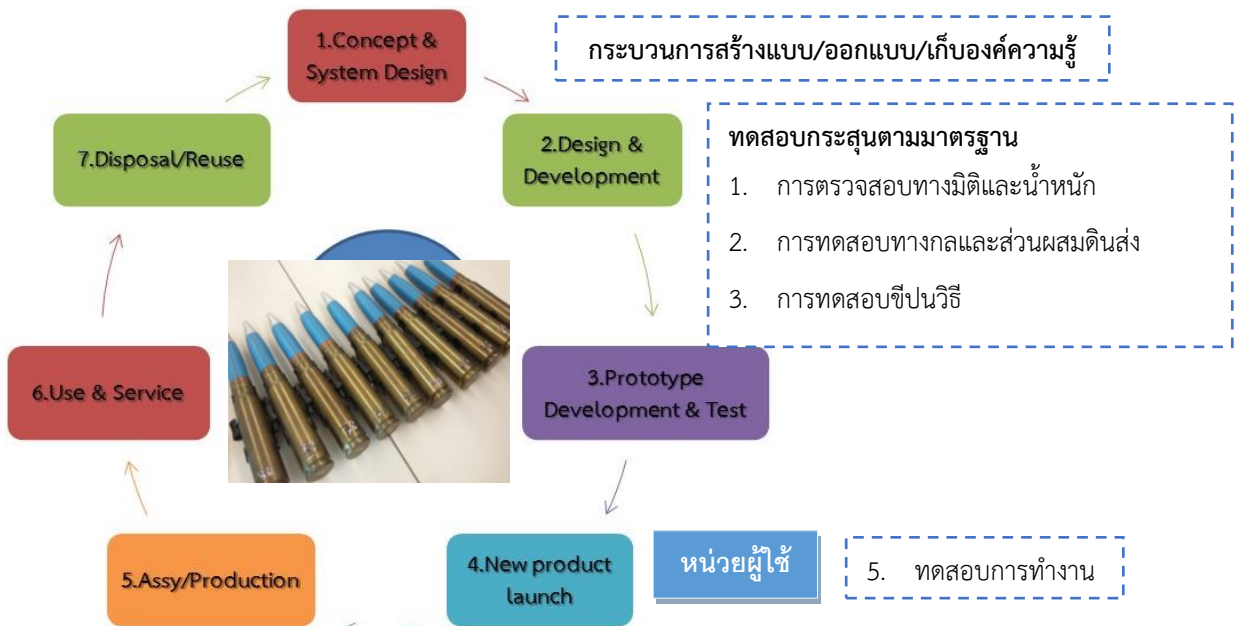 1.Concept &
System Design
กระบวนการสร้างแบบ/ออกแบบ/เก็บองค์ความรู้
7.Disposal/Reuse
2.Design &
Development
ทดสอบกระสุนตามมาตรฐาน
1. การตรวจสอบทางมิติและน้ำหนัก
2. การทดสอบทางกลและส่วนผสมดินส่ง
3. การทดสอบขีปนวิธี
6.Use & Service
3.Prototype
Development & Test
5.Assy/Production
4.New product
launch
หน่วยผู้ใช้
5. ทดสอบการทำงาน